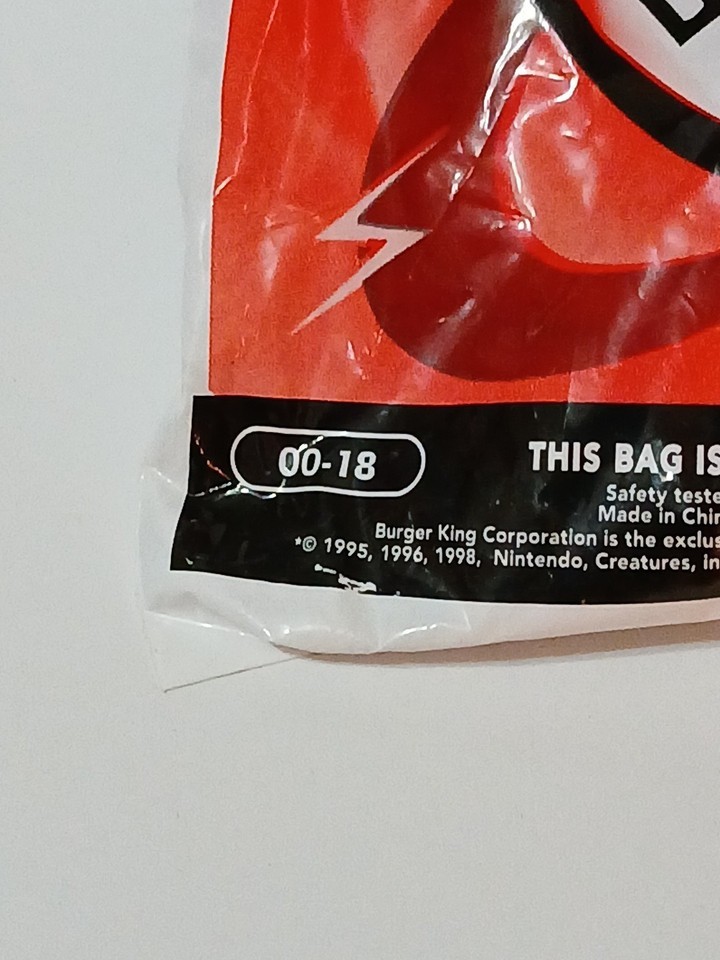 00-18
THIS BAG IS
Safety teste
Made in Chin
Burger King Corporation is the exclus
*© 1995, 1996, 1998, Nintendo, Creatures, in